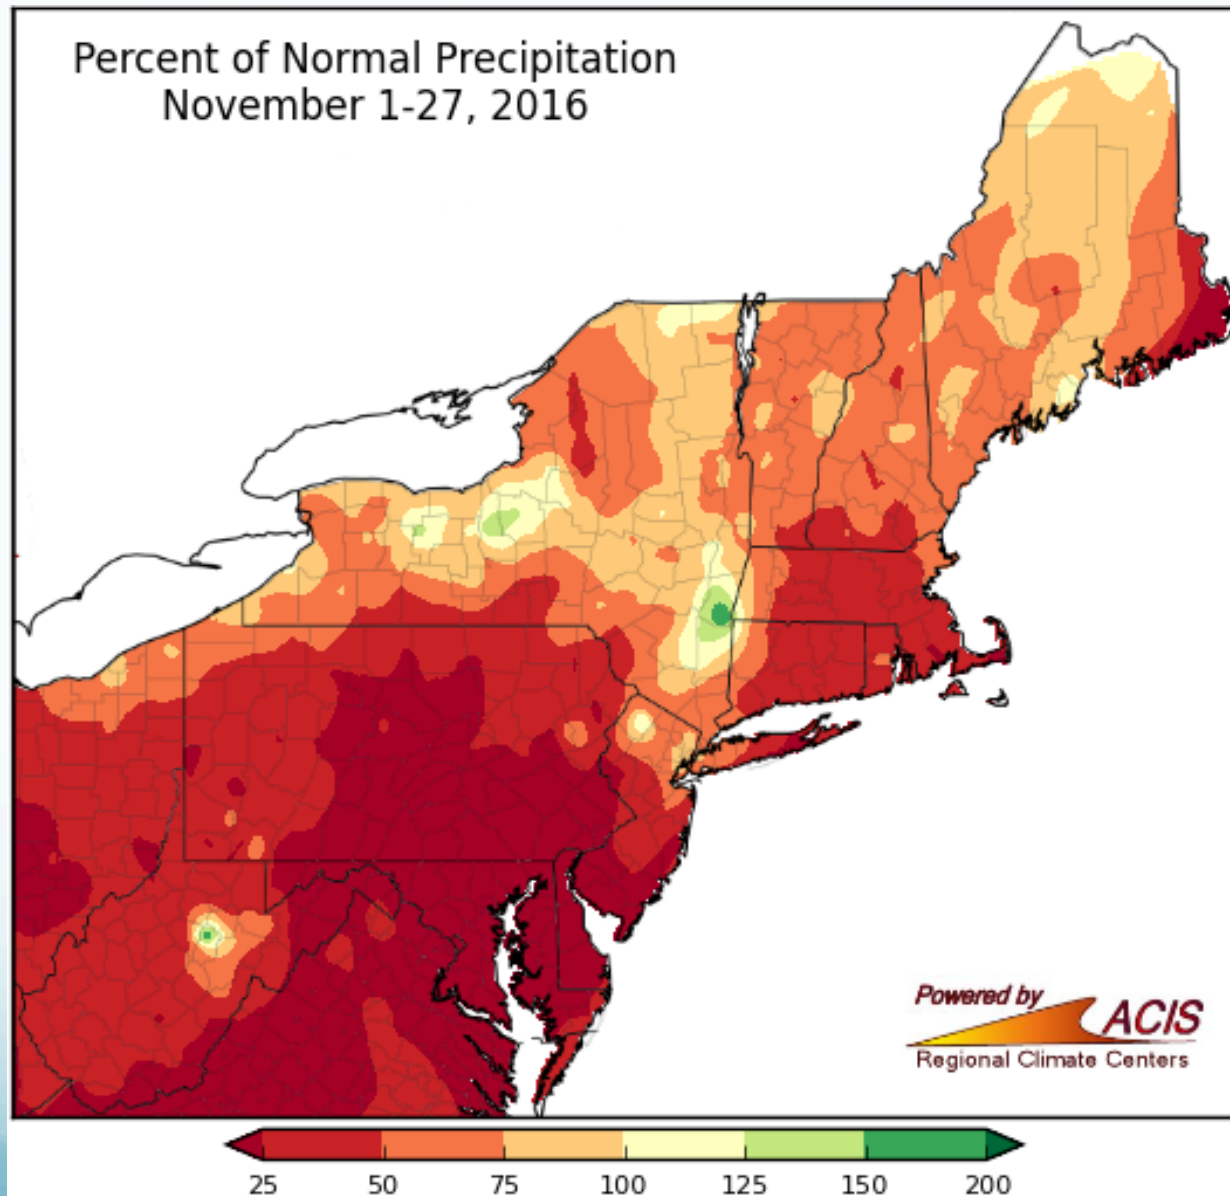 Percent of Normal Precipitation
November 1-27, 2016
Powered by
ACIS
Regional Climate Centers
25 50 75 100 125 150 200